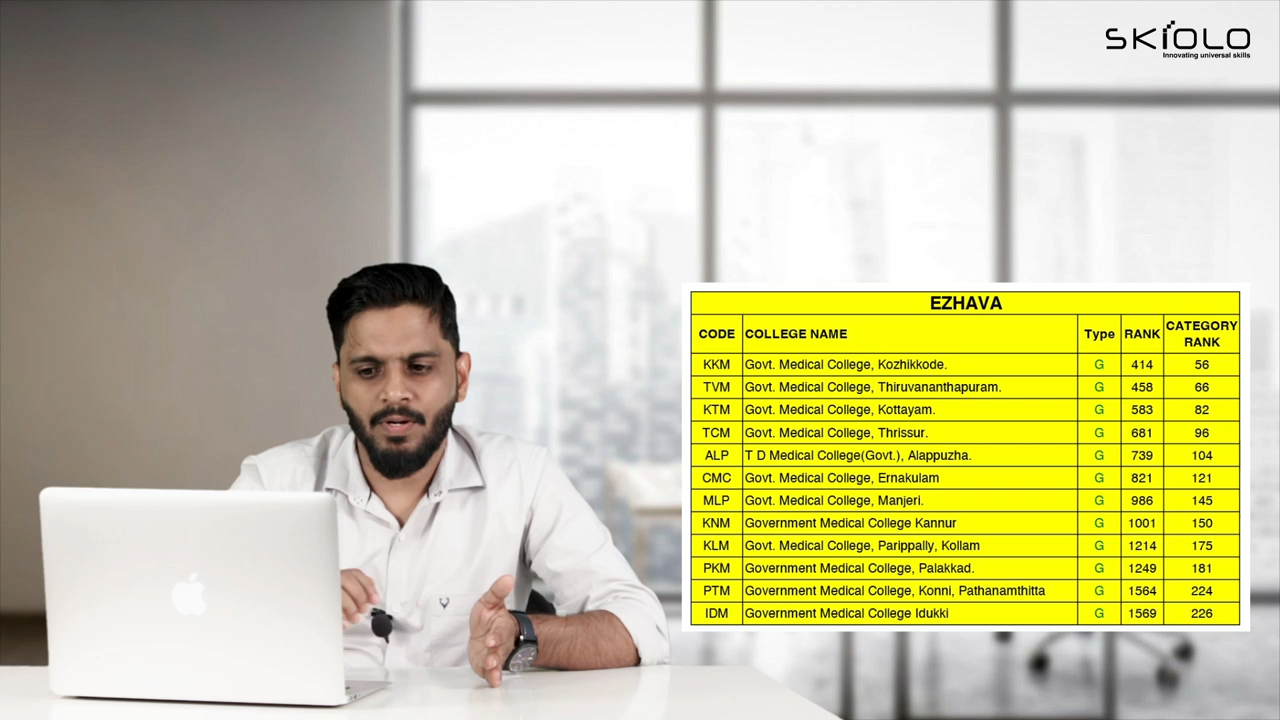 SKIOLO
Innovating universal skills
EZHAVA
CODE COLLEGE NAME Type RANK CATEGORY RANK
KKM Govt. Medical College, Kozhikkode. G 414 56
TVM Govt. Medical College, Thiruvananthapuram. G 458 66
KTM Govt. Medical College, Kottayam. G 583 82
TCM Govt. Medical College, Thrissur. G 681 96
ALP T D Medical College(Govt.), Alappuzha. G 739 104
CMC Govt. Medical College, Ernakulam G 821 121
MLP Govt. Medical College, Manjeri. G 986 145
KNM Government Medical College Kannur G 1001 150
KLM Govt. Medical College, Parippally, Kollam G 1214 175
PKM Government Medical College, Palakkad. G 1249 181
PTM Government Medical College, Konni, Pathanamthitta G 1564 224
IDM Government Medical College Idukki G 1569 226